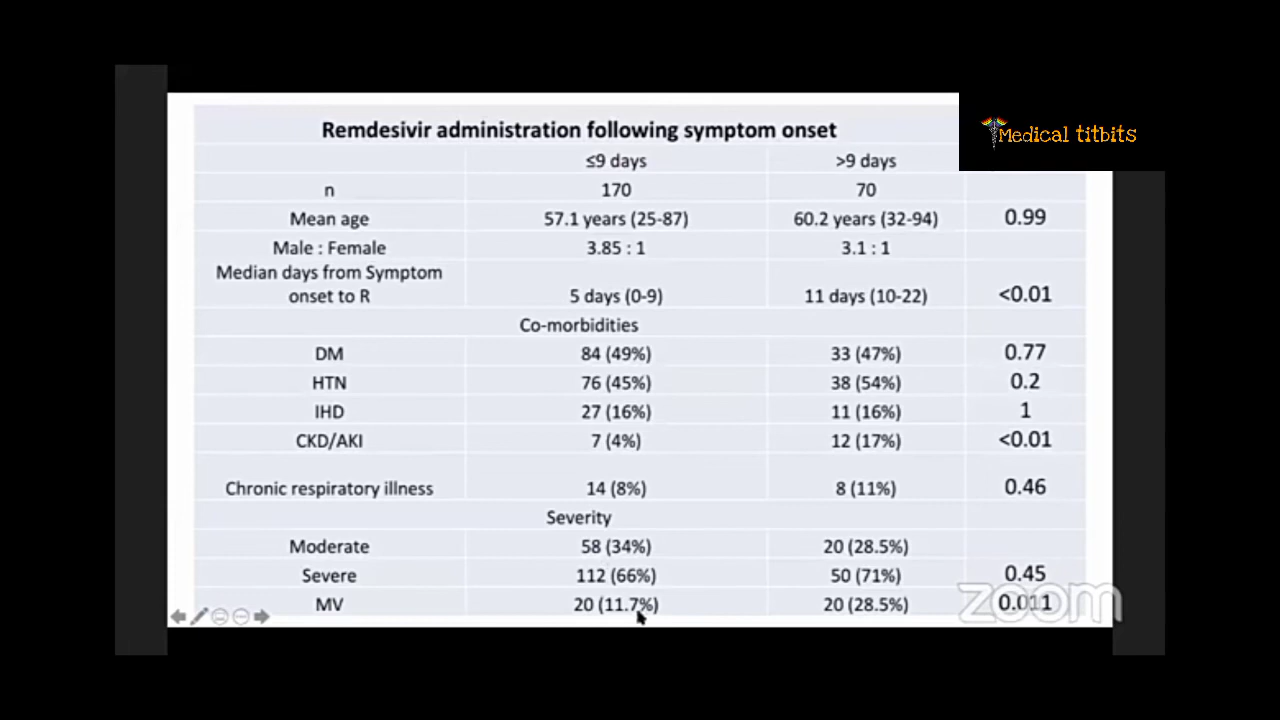 Remdesivir administration following symptom onset
Medical titbits
≤9 days >9 days
n 170 70
Mean age 57.1 years (25-87) 60.2 years (32-94) 0.99
Male : Female 3.85 : 1 3.1 : 1
Median days from Symptom
onset to R 5 days (0-9) 11 days (10-22) <0.01
Co-morbidities
DM 84 (49%) 33 (47%) 0.77
HTN 76 (45%) 38 (54%) 0.2
IHD 27 (16%) 11 (16%) 1
CKD/AKI 7 (4%) 12 (17%) <0.01
Chronic respiratory illness 14 (8%) 8 (11%) 0.46
Severity
Moderate 58 (34%) 20 (28.5%)
Severe 112 (66%) 50 (71%) 0.45
MV 20 (11.7%) 20 (28.5%) 0.011
zoom